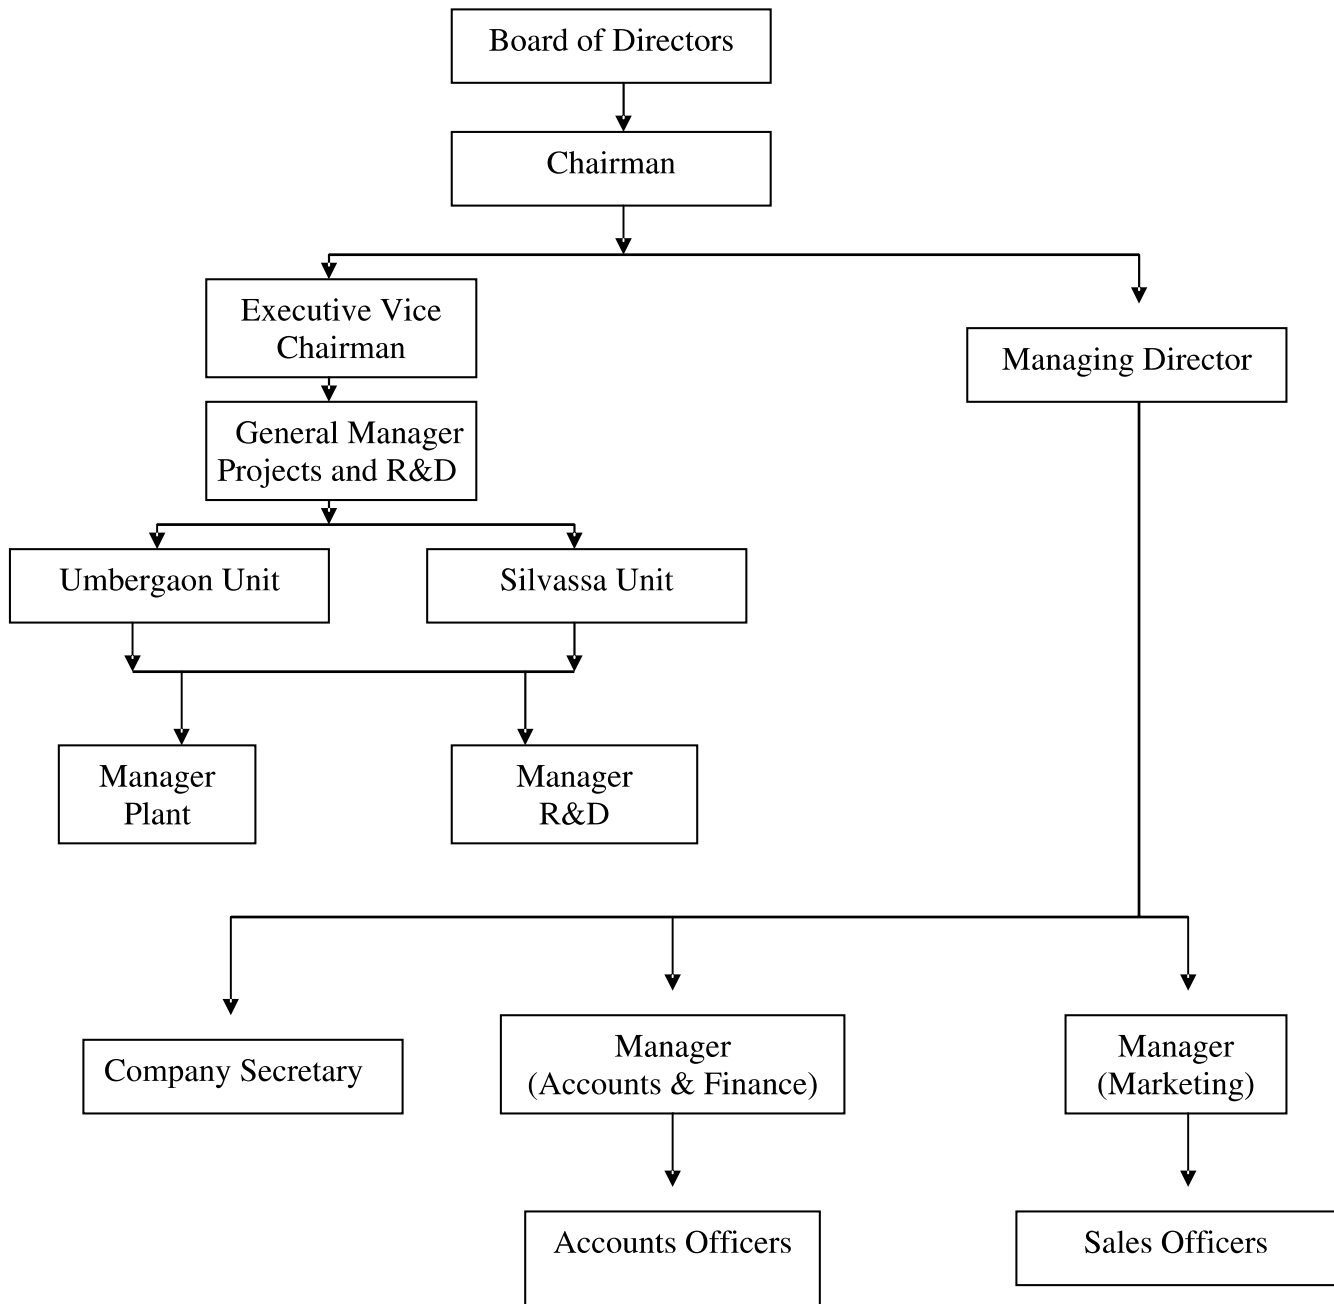 Board of Directors
Chairman
Executive Vice
Chairman
Managing Director
General Manager
Projects and R&D
Umbergaon Unit
Silvassa Unit
Manager
Plant
Manager
R&D
Company Secretary
Manager
(Accounts & Finance)
Manager
(Marketing)
Accounts Officers
Sales Officers